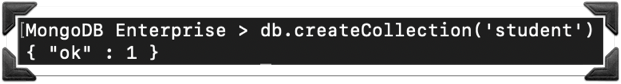 MongoDB Enterprise > db.createCollection('student')
{ "ok" : 1 }